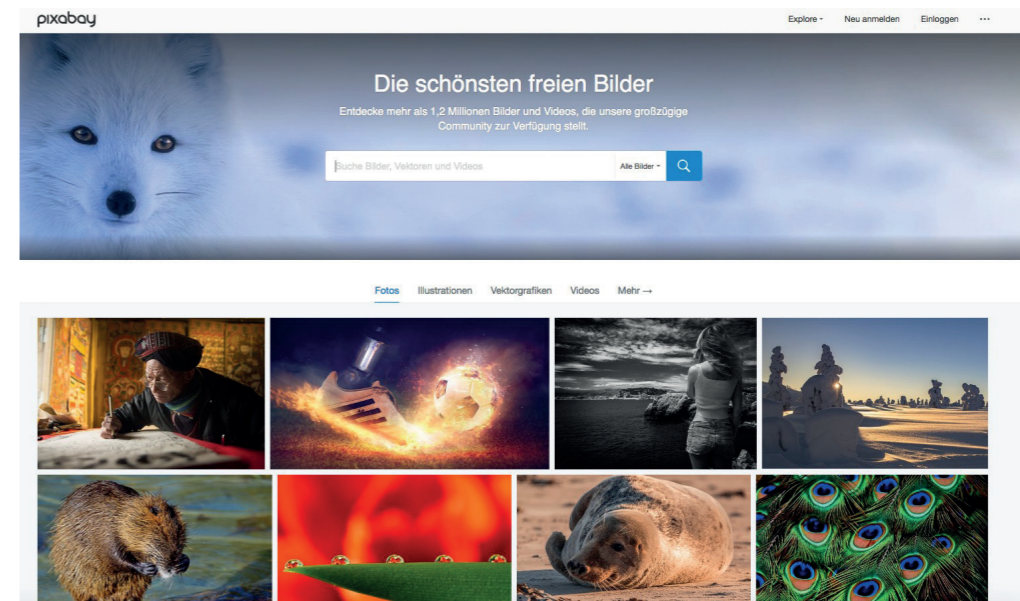 pixabay
Explore
Neu anmelden
Einloggen
Die schönsten freien Bilder
Entdecke mehr als 1,2 Millionen Bilder und Videos, die unsere großzügige
Community zur Verfügung stellt.
Suche Bilder, Vektoren und Videos
Alle Bilder
Fotos
Illustrationen
Vektorgrafiken
Videos
Mehr →